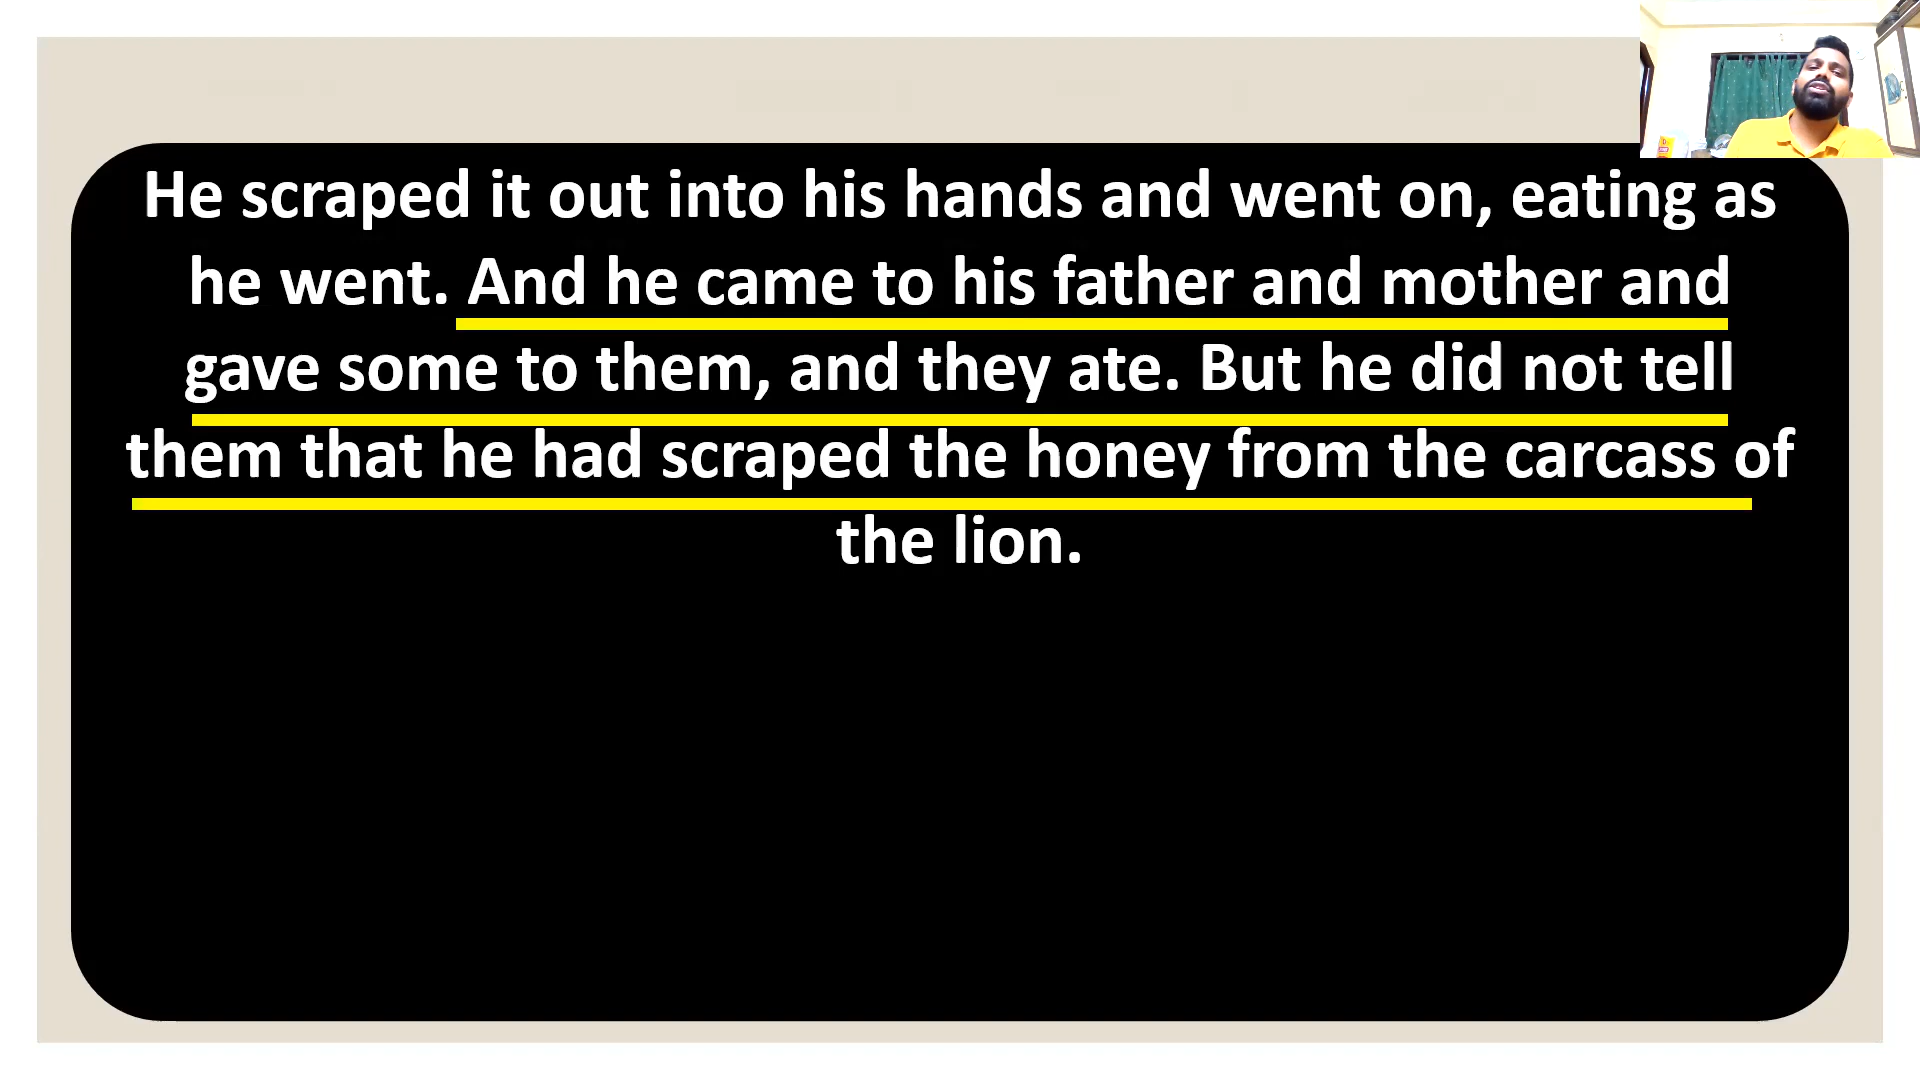 He scraped it out into his hands and went on, eating as
he went. And he came to his father and mother and
gave some to them, and they ate. But he did not tell
them that he had scraped the honey from the carcass of
the lion.